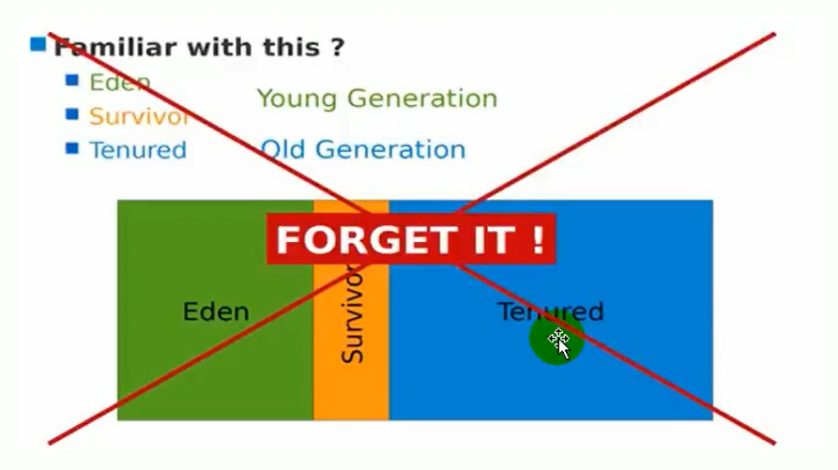 Familiar with this ?
Eden
Young Generation
Survivor
Tenured
Old Generation
FORGET IT !
Eden
Survivor
Tenured